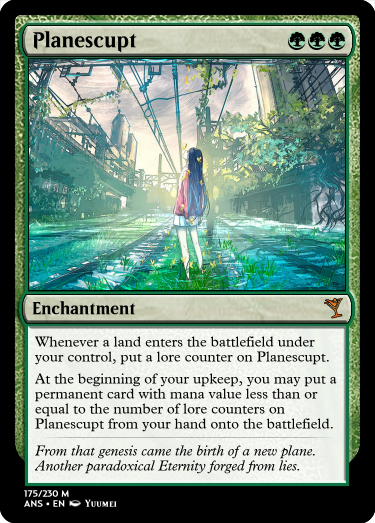 Planescupt
Enchantment
Whenever a land enters the battlefield under
your control, put a lore counter on Planescupt.
At the beginning of your upkeep, you may put a
permanent card with mana value less than or
equal to the number of lore counters on
Planescupt from your hand onto the battlefield.
From that genesis came the birth of a new plane.
Another paradoxical Eternity forged from lies.
175/230 M
ANS • EN Yuumei